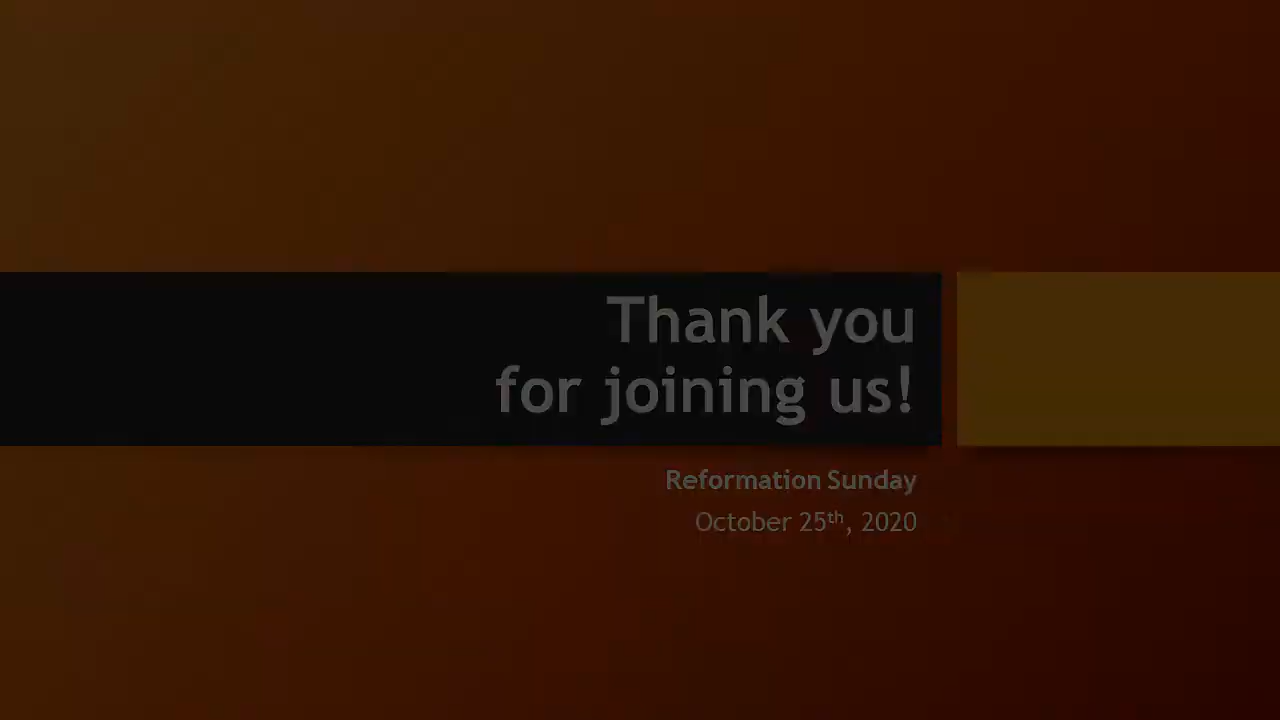 Thank you
for joining us!
Reformation Sunday
October 25th, 2020